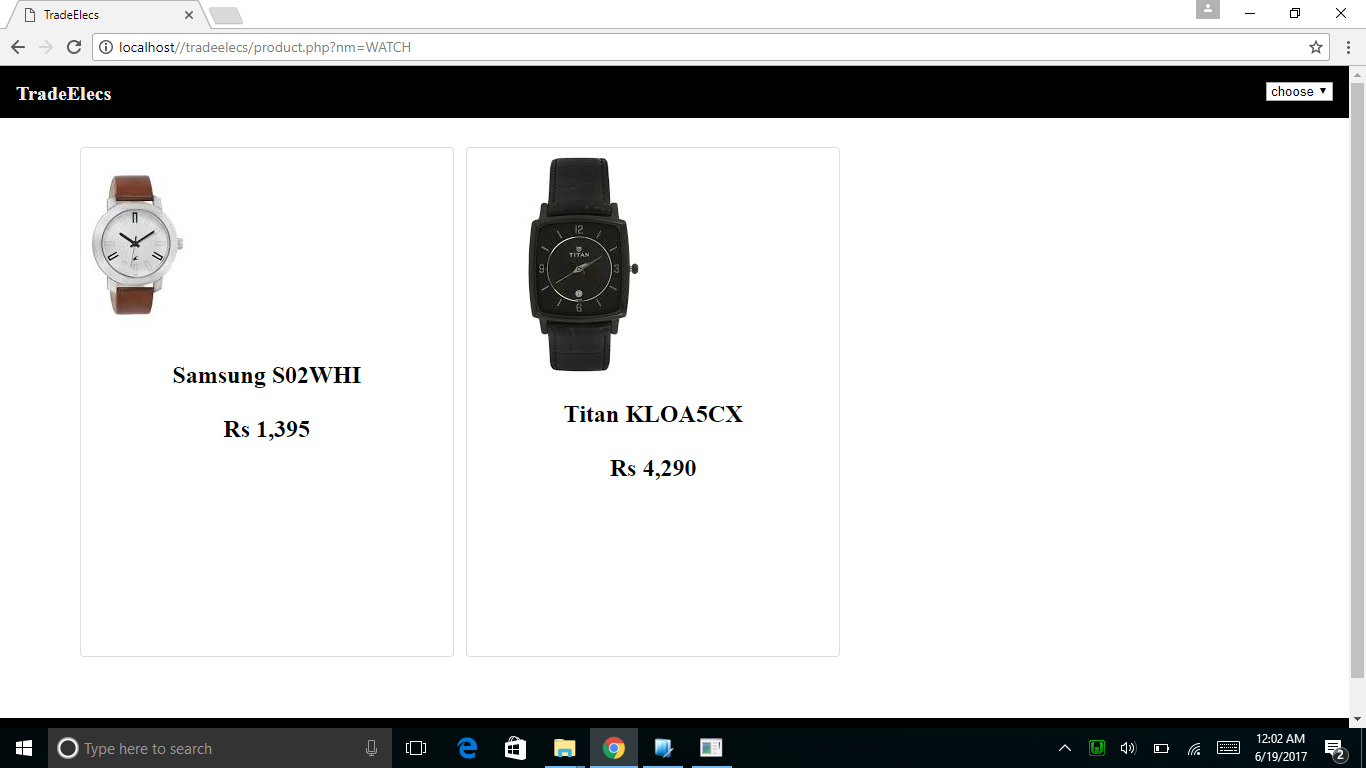 TradeElecs
localhost//tradeelecs/product.php?nm=WATCH
TradeElecs
choose
12
TITAN
9
3
6
Samsung S02WHI
Rs 1,395
Titan KLOA5CX
Rs 4,290
Type here to search
12:02 AM
6/19/2017
2